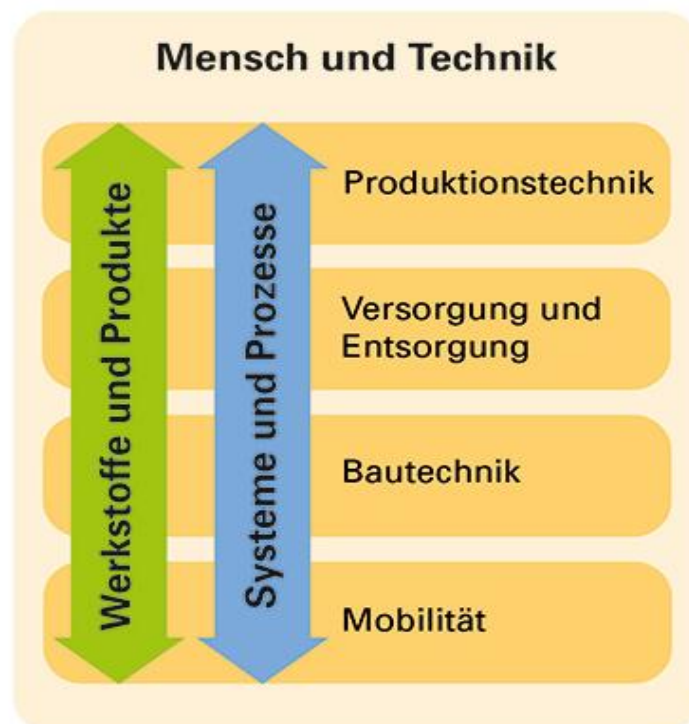 Mensch und Technik
Werkstoffe und Produkte
Systeme und Prozesse
Produktionstechnik
Versorgung und
Entsorgung
Bautechnik
Mobilität